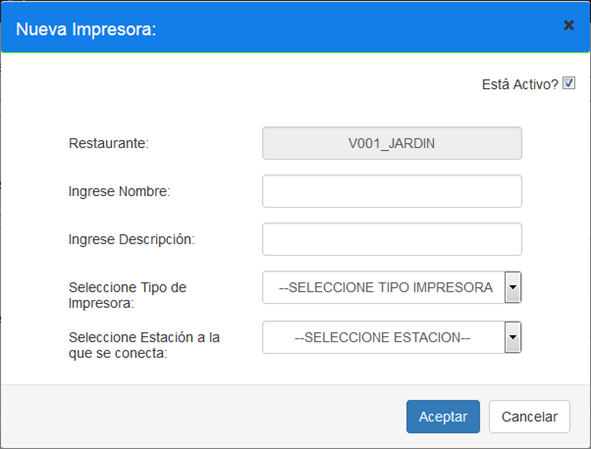 Nueva Impresora:
Está Activo?
Restaurante:
V001_JARDIN
Ingrese Nombre:
Ingrese Descripción:
Seleccione Tipo de
Impresora:
--SELECCIONE TIPO IMPRESORA
Seleccione Estación a la
que se conecta:
--SELECCIONE ESTACION--
Aceptar
Cancelar